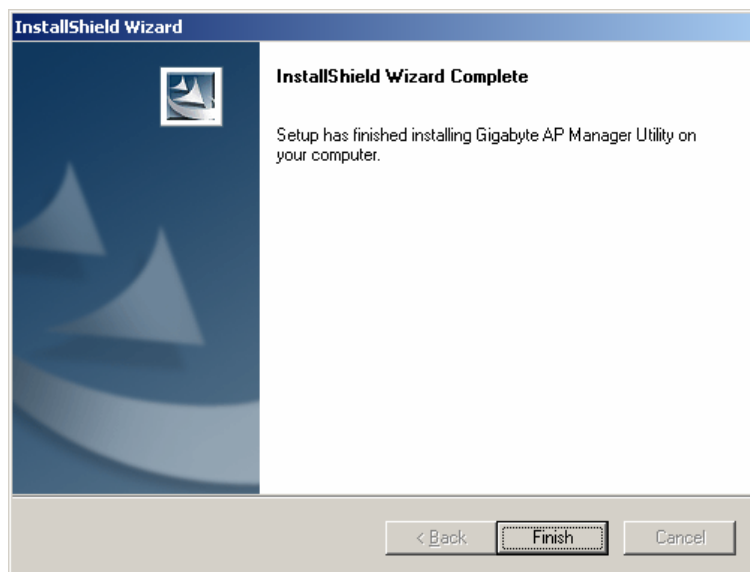 InstallShield Wizard
InstallShield Wizard Complete
Setup has finished installing Gigabyte AP Manager Utility on
your computer.
< Back
Finish
Cancel